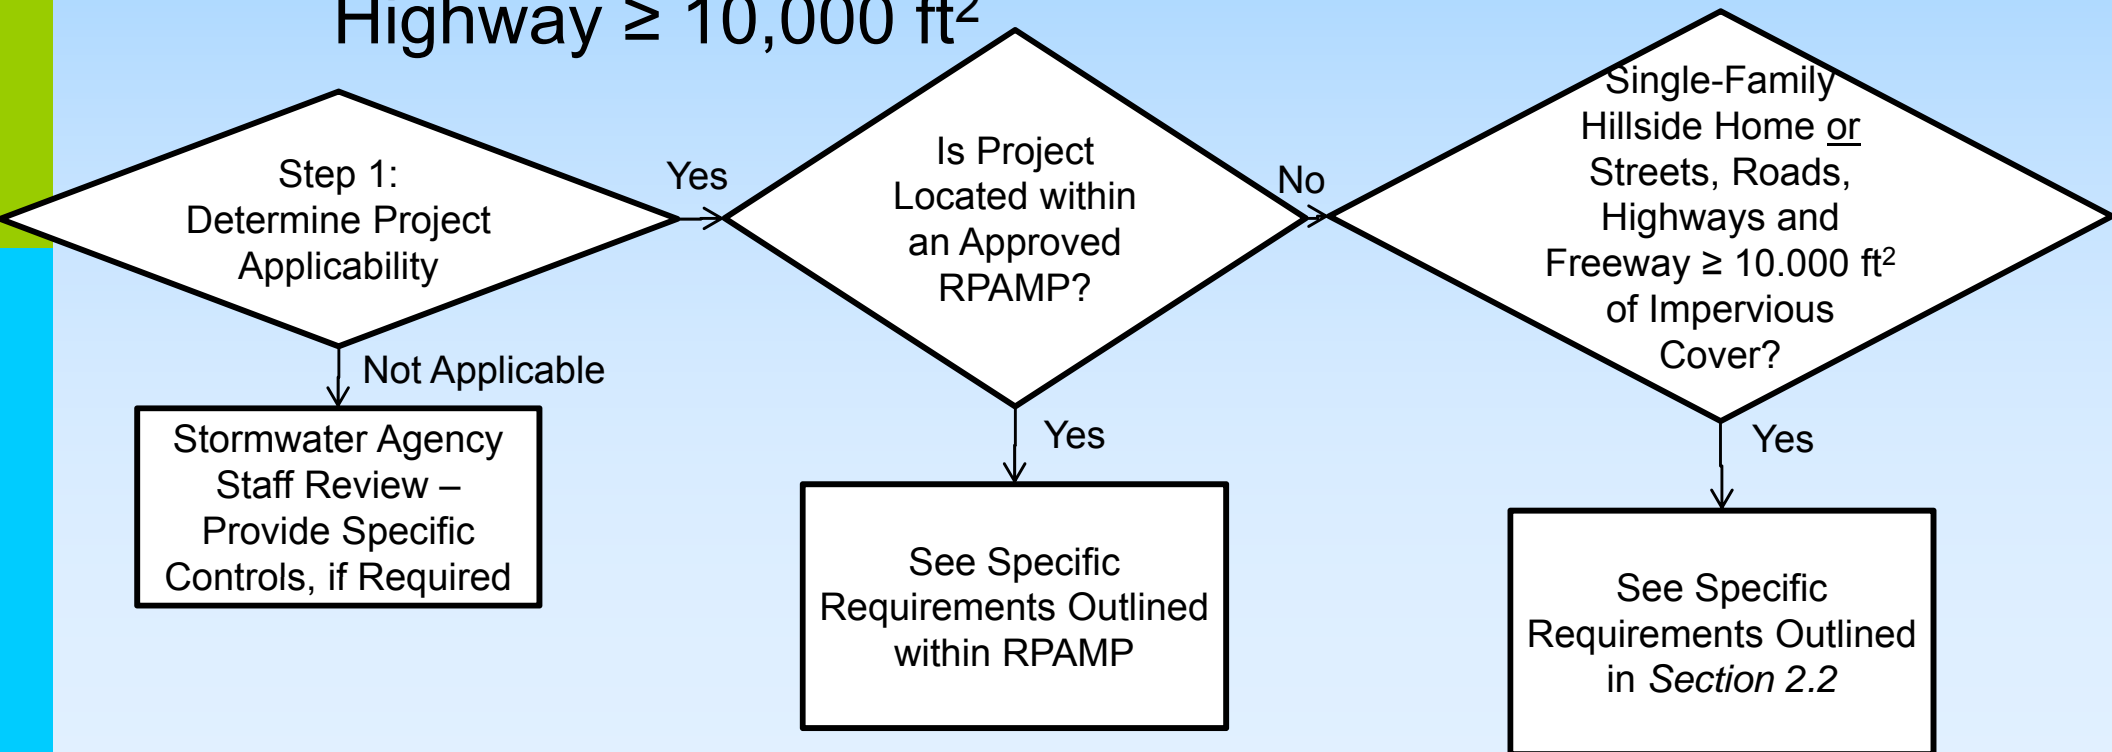 Highway ≥ 10,000 ft²
Step 1:
Determine Project
Applicability
Yes
Is Project
Located within
an Approved
RPAMP?
No
Single-Family
Hillside Home or
Streets, Roads,
Highways and
Freeway ≥ 10.000 ft²
of Impervious
Cover?
Not Applicable
Stormwater Agency
Staff Review –
Provide Specific
Controls, if Required
Yes
See Specific
Requirements Outlined
within RPAMP
Yes
See Specific
Requirements Outlined
in Section 2.2